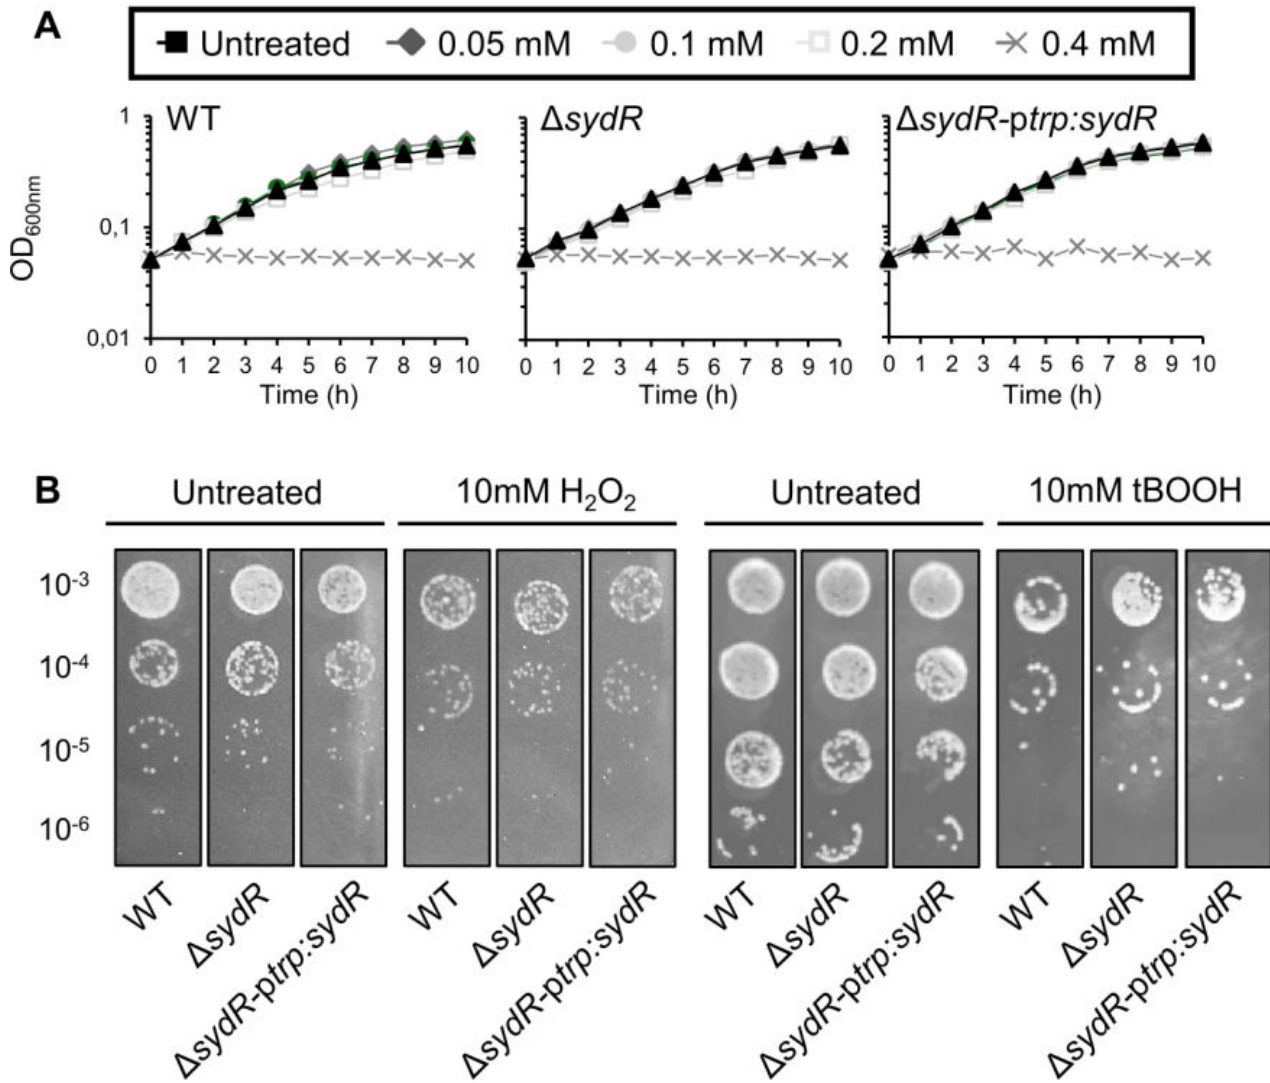 A
Untreated 0.05 mM 0.1 mM 0.2 mM 0.4 mM
WT
ΔsydR
ΔsydR-ptrp:sydR
OD600nm
1
0,1
0,01
0 1 2 3 4 5 6 7 8 9 10
0 1 2 3 4 5 6 7 8 9 10
0 1 2 3 4 5 6 7 8 9 10
Time (h)
Time (h)
Time (h)
B
Untreated
10mM H2O2
Untreated
10mM tBOOH
10-3
10-4
10-5
10-6
WT
ΔsydR
ΔsydR-ptrp:sydR
WT
ΔsydR
ΔsydR-ptrp:sydR
WT
ΔsydR
ΔsydR-ptrp:sydR
WT
ΔsydR
ΔsydR-ptrp:sydR